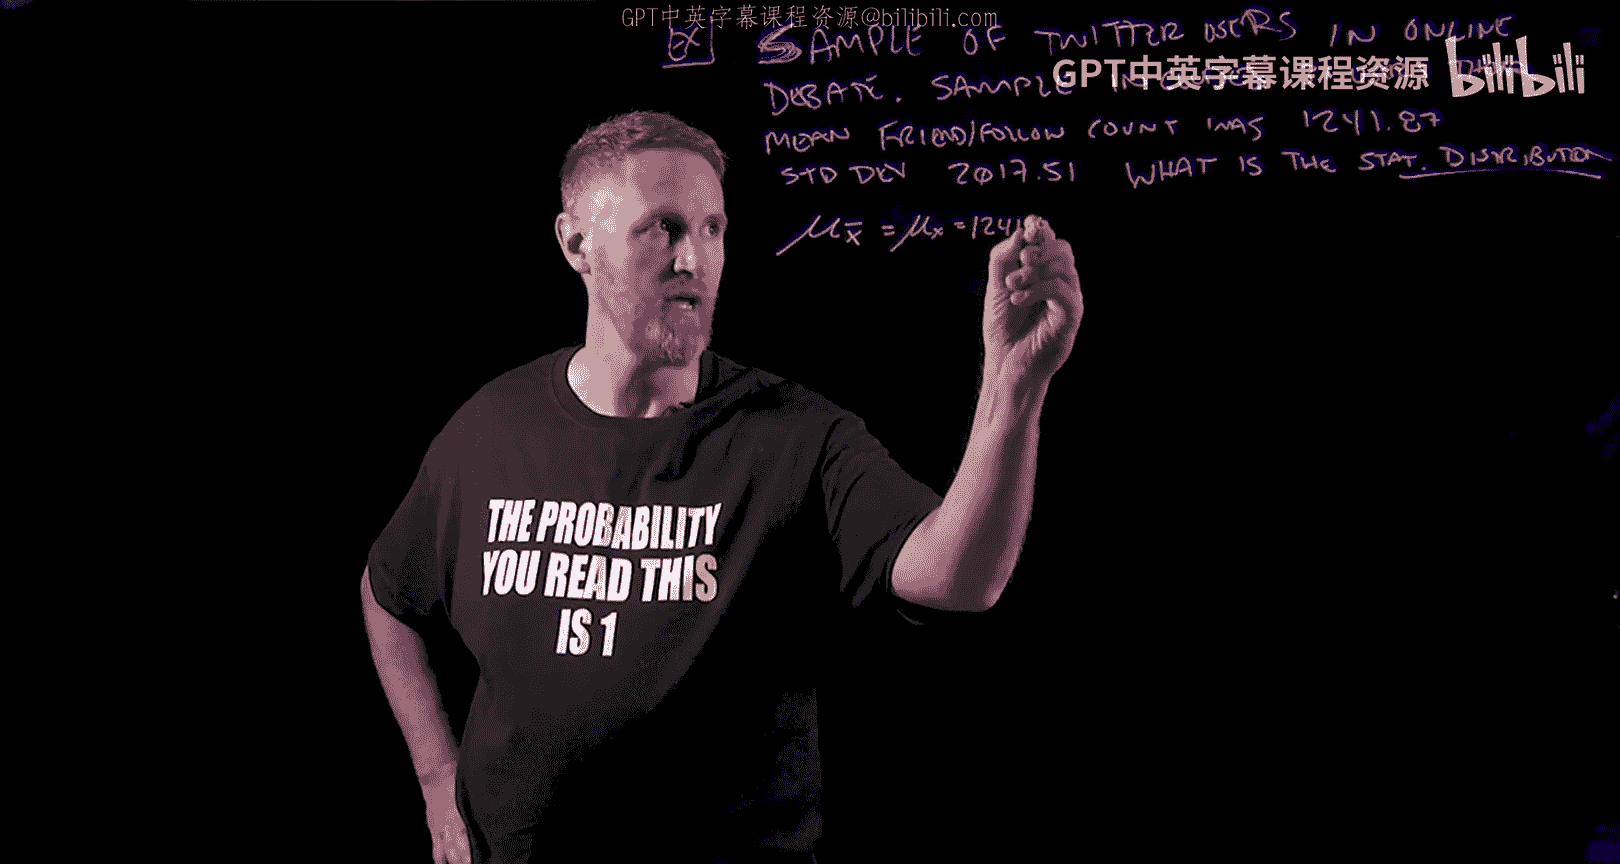 GPT中英字幕课程资源@bilibili.com
EX SAMPLE OF TWITTER USERS IN ONLINE
GPT中英字幕课程资源 bilibili
DEBATE. SAMPLE
MEAN FRIEND/FOLLOW COUNT WAS 1241.87
STD DEV 2017.51 WHAT IS THE STAT. DISTRIBUTION
μx̄ = μx = 124
THE PROBABILITY
YOU READ THIS
IS 1